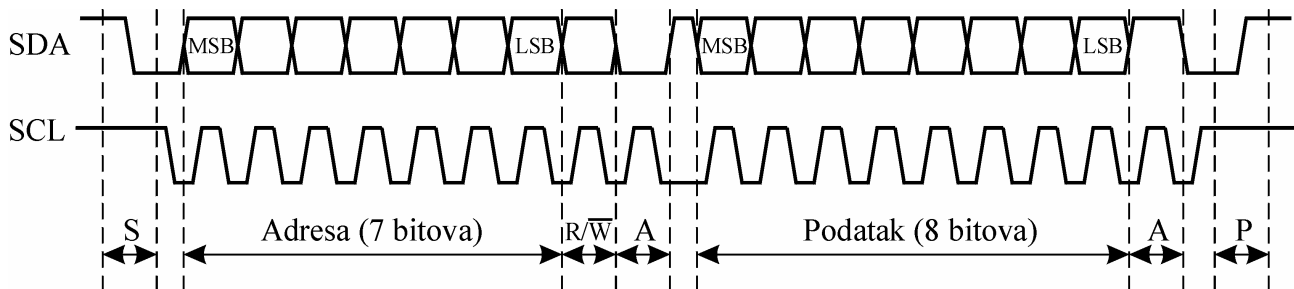 SDA MSB LSB MSB LSB
SCL
S Adresa (7 bitova) R/W̅ A Podatak (8 bitova) A P